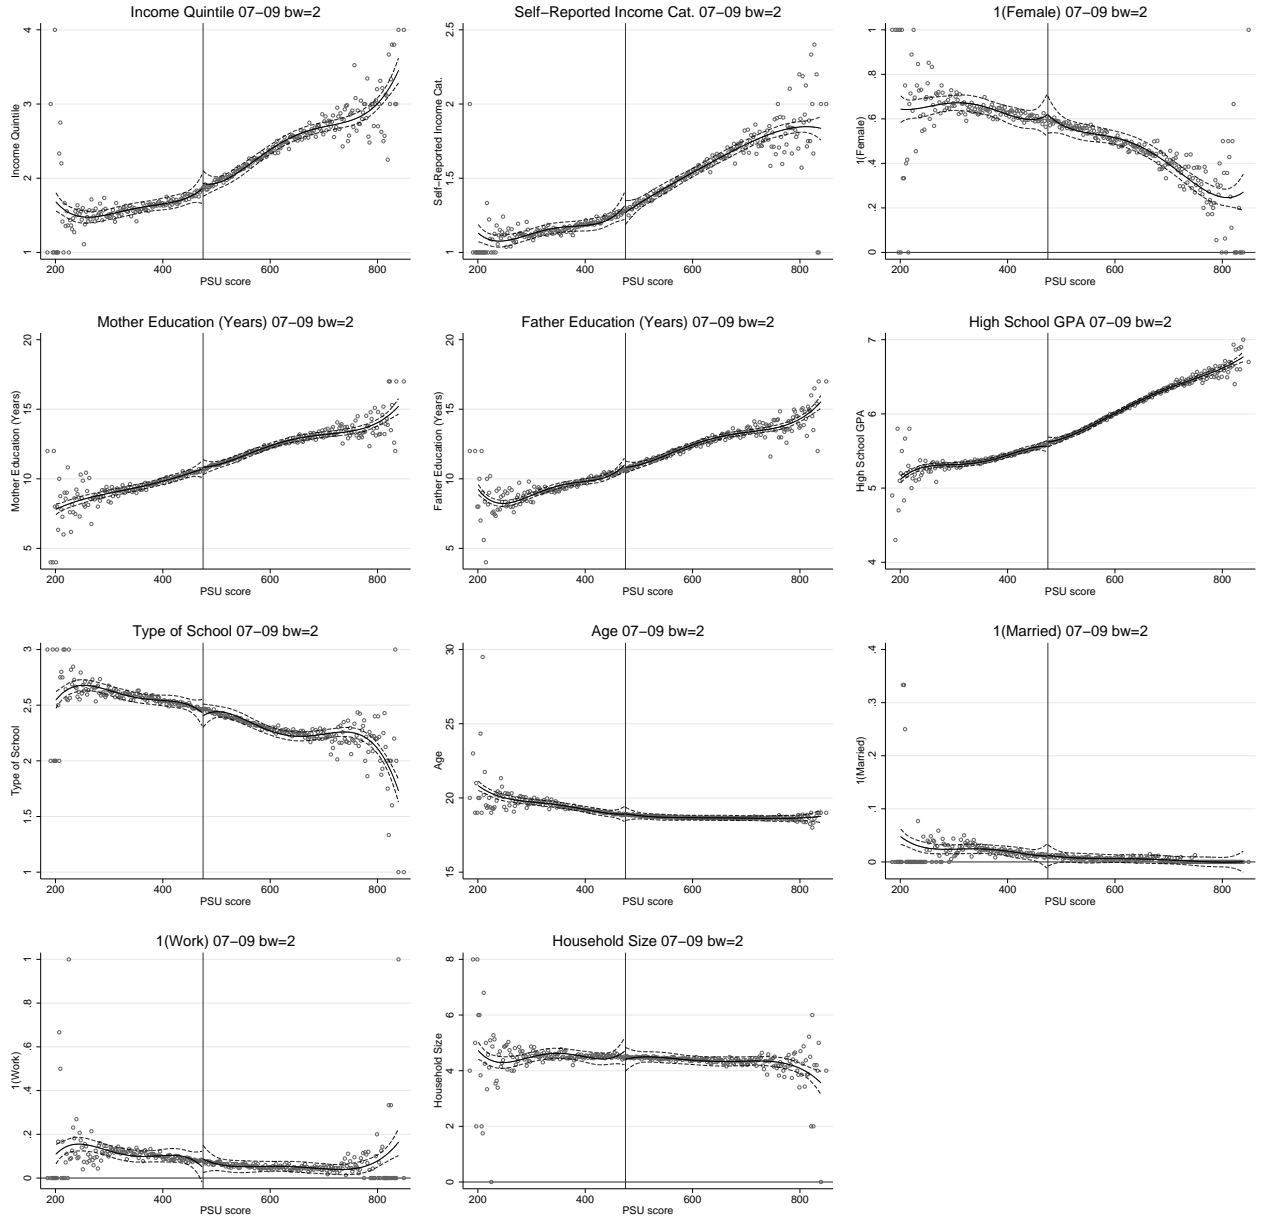 Income Quintile 07−09 bw=2
Income Quintile
4
3
2
1
200 400 600 800
PSU score
Self−Reported Income Cat. 07−09 bw=2
Self−Reported Income Cat.
2.5
2
1.5
1
200 400 600 800
PSU score
1(Female) 07−09 bw=2
1(Female)
1
.8
.6
.4
.2
0
200 400 600 800
PSU score
Mother Education (Years) 07−09 bw=2
Mother Education (Years)
20
15
10
5
200 400 600 800
PSU score
Father Education (Years) 07−09 bw=2
Father Education (Years)
20
15
10
5
200 400 600 800
PSU score
High School GPA 07−09 bw=2
High School GPA
7
6
5
4
200 400 600 800
PSU score
Type of School 07−09 bw=2
Type of School
3
2.5
2
1.5
1
200 400 600 800
PSU score
Age 07−09 bw=2
Age
30
25
20
15
200 400 600 800
PSU score
1(Married) 07−09 bw=2
1(Married)
.4
.3
.2
.1
0
200 400 600 800
PSU score
1(Work) 07−09 bw=2
1(Work)
1
.8
.6
.4
.2
0
200 400 600 800
PSU score
Household Size 07−09 bw=2
Household Size
8
6
4
2
0
200 400 600 800
PSU score